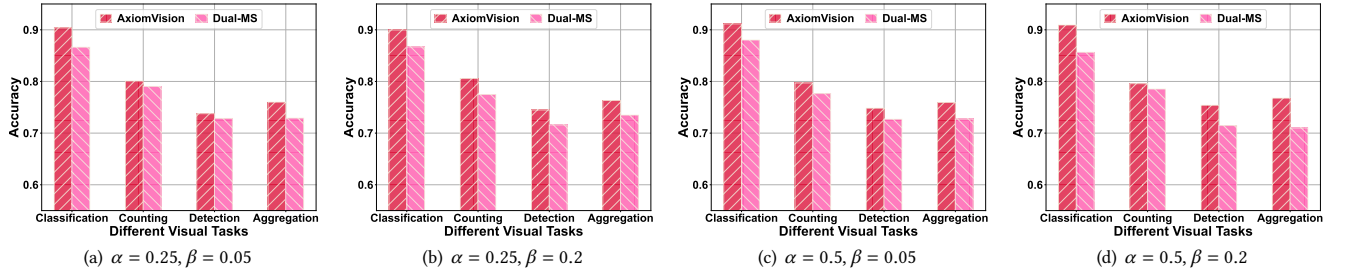 AxiomVision Dual-MS
0.9
0.8
0.7
0.6
Accuracy
Classification Counting Detection Aggregation
Different Visual Tasks
(a) α = 0.25, β = 0.05
AxiomVision Dual-MS
0.9
0.8
0.7
0.6
Accuracy
Classification Counting Detection Aggregation
Different Visual Tasks
(b) α = 0.25, β = 0.2
AxiomVision Dual-MS
0.9
0.8
0.7
0.6
Accuracy
Classification Counting Detection Aggregation
Different Visual Tasks
(c) α = 0.5, β = 0.05
AxiomVision Dual-MS
0.9
0.8
0.7
0.6
Accuracy
Classification Counting Detection Aggregation
Different Visual Tasks
(d) α = 0.5, β = 0.2